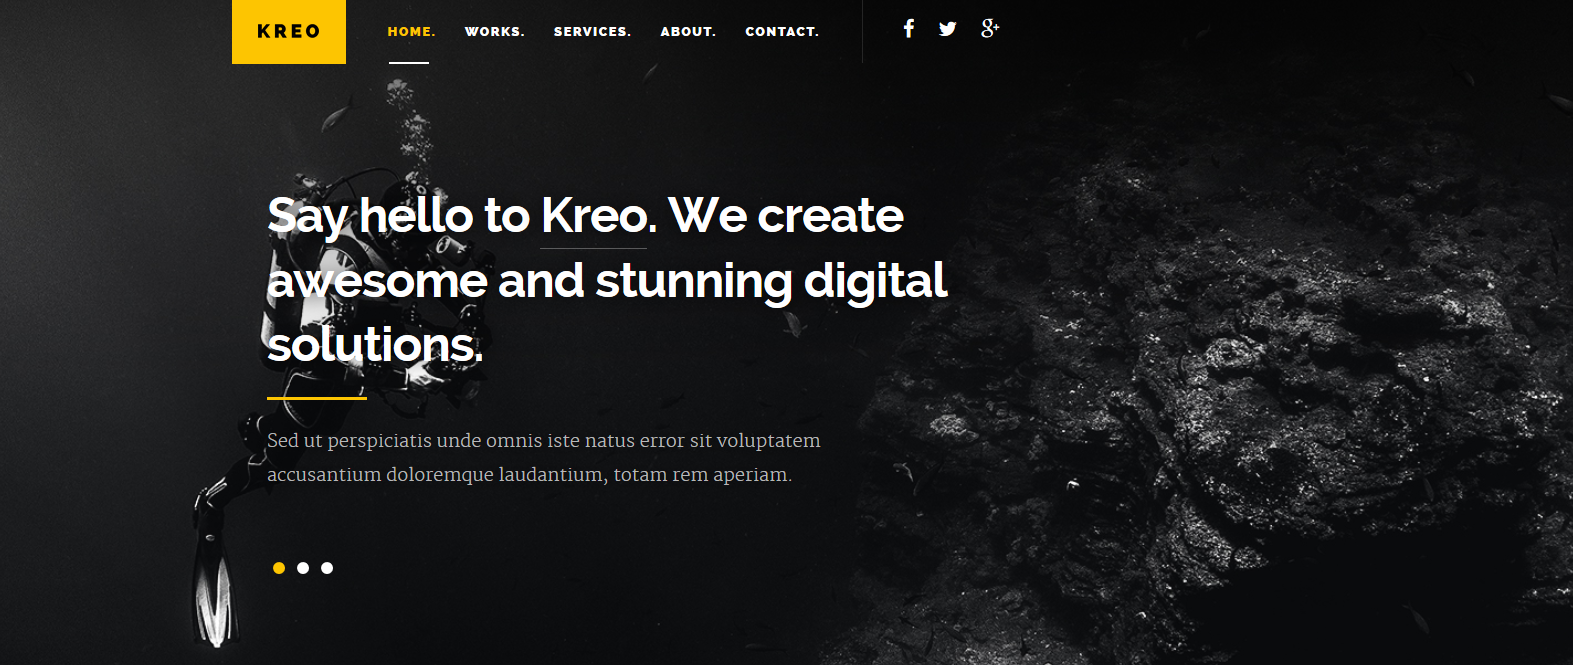 KREO
HOME. WORKS. SERVICES. ABOUT. CONTACT.
Say hello to Kreo. We create
awesome and stunning digital
solutions.
Sed ut perspiciatis unde omnis iste natus error sit voluptatem
accusantium doloremque laudantium, totam rem aperiam.